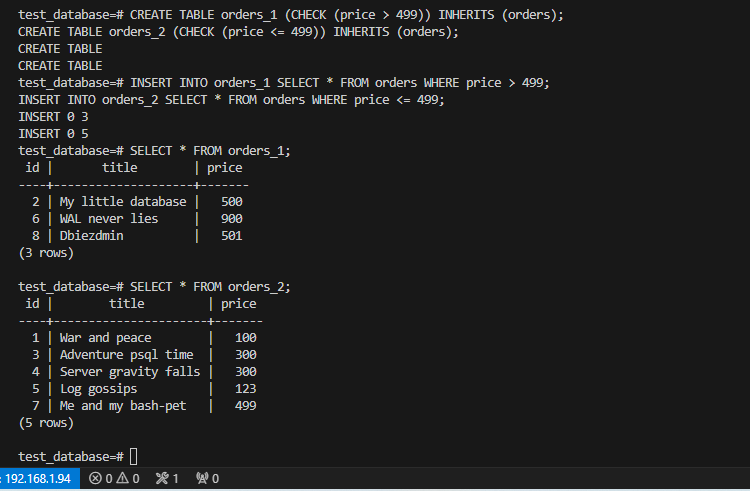 test_database=# CREATE TABLE orders_1 (CHECK (price > 499)) INHERITS (orders);
CREATE TABLE orders_2 (CHECK (price <= 499)) INHERITS (orders);
CREATE TABLE
CREATE TABLE
test_database=# INSERT INTO orders_1 SELECT * FROM orders WHERE price > 499;
INSERT INTO orders_2 SELECT * FROM orders WHERE price <= 499;
INSERT 0 3
INSERT 0 5
test_database=# SELECT * FROM orders_1;
 id |       title        | price
----+--------------------+-------
  2 | My little database |   500
  6 | WAL never lies     |   900
  8 | Dbiezdmin          |   501
(3 rows)

test_database=# SELECT * FROM orders_2;
 id |        title         | price
----+----------------------+-------
  1 | War and peace        |   100
  3 | Adventure psql time  |   300
  4 | Server gravity falls |   300
  5 | Log gossips          |   123
  7 | Me and my bash-pet   |   499
(5 rows)

test_database=#
: 192.168.1.94 0 0 1 0